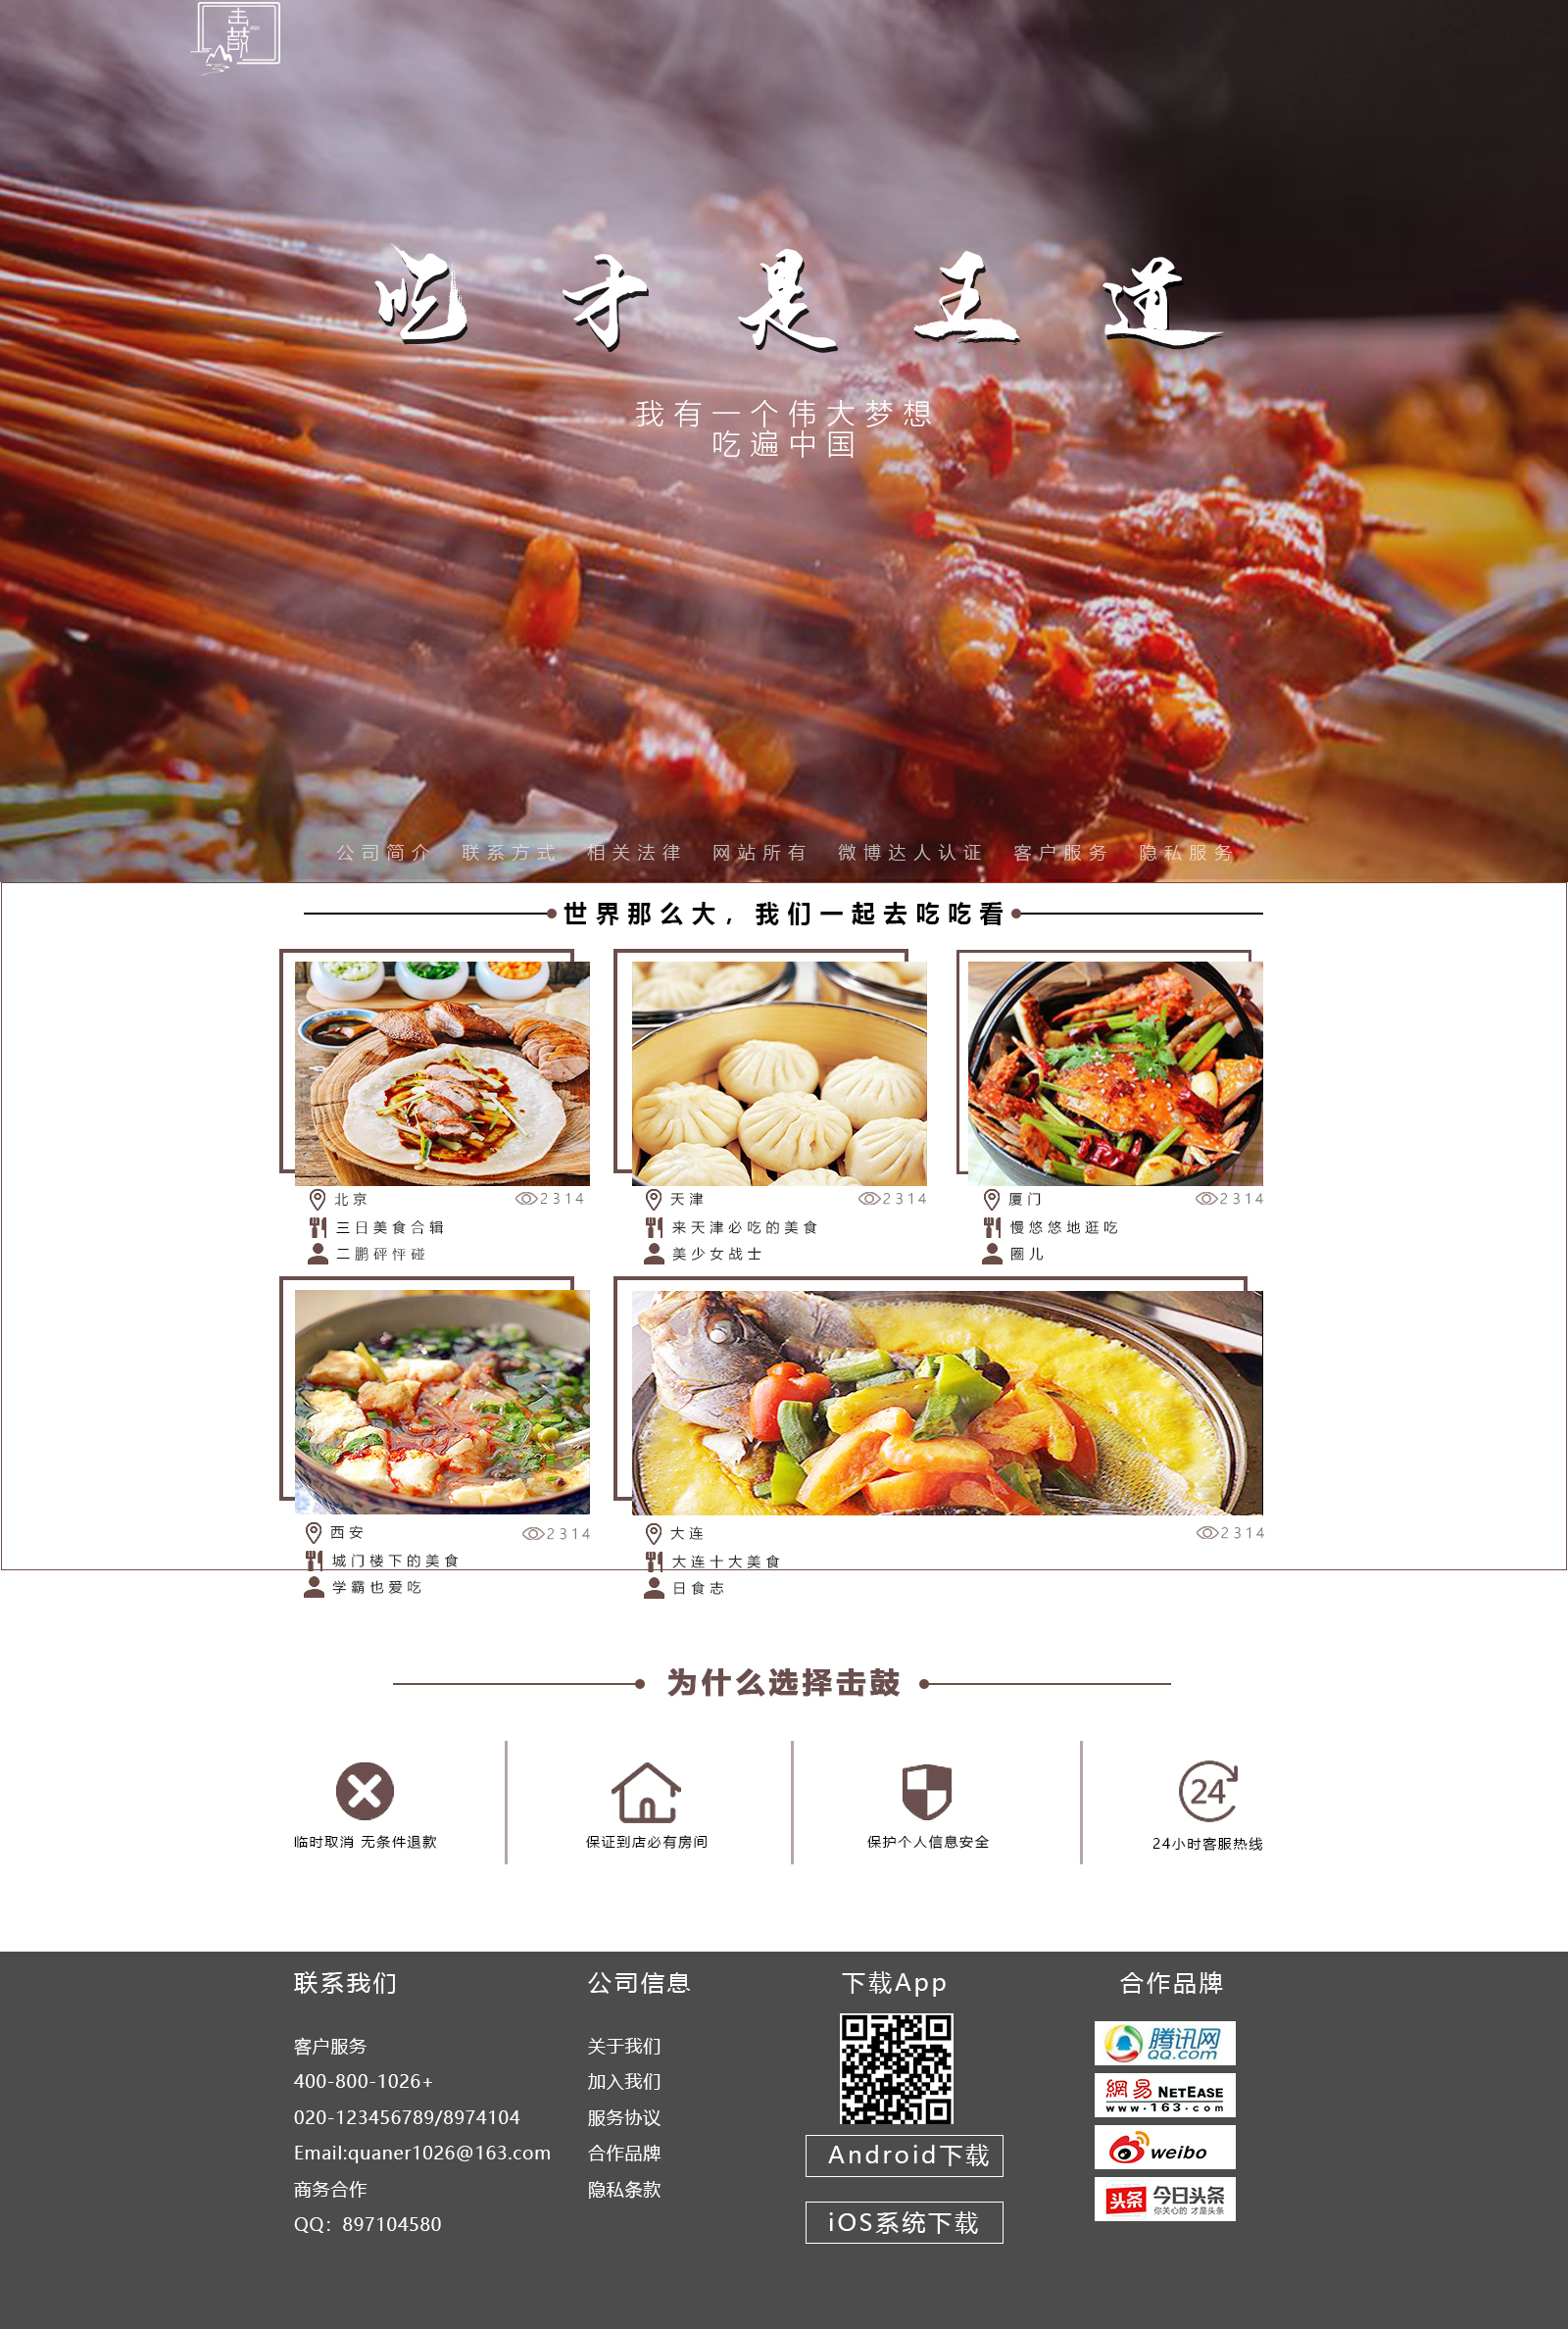 击鼓
吃才是王道
我有一个伟大梦想
吃遍中国
公司简介 联系方式 相关法律 网站所有 微博达人认证 客户服务 隐私服务
世界那么大，我们一起去吃吃看
北京 2314
三日美食合辑
二鹏砰怦碰
天津 2314
来天津必吃的美食
美少女战士
厦门 2314
慢悠悠地逛吃
圈儿
西安 2314
城门楼下的美食
学霸也爱吃
大连 2314
大连十大美食
日食志
为什么选择击鼓
24
临时取消 无条件退款
保证到店必有房间
保护个人信息安全
24小时客服热线
联系我们
客户服务
400-800-1026+
020-123456789/8974104
Email:quaner1026@163.com
商务合作
QQ：897104580
公司信息
关于我们
加入我们
服务协议
合作品牌
隐私条款
下载App
Android下载
iOS系统下载
合作品牌
腾讯网
QQ.com
網易 NETEASE
www.163.com
weibo
头条 今日头条
你关心的 才是头条